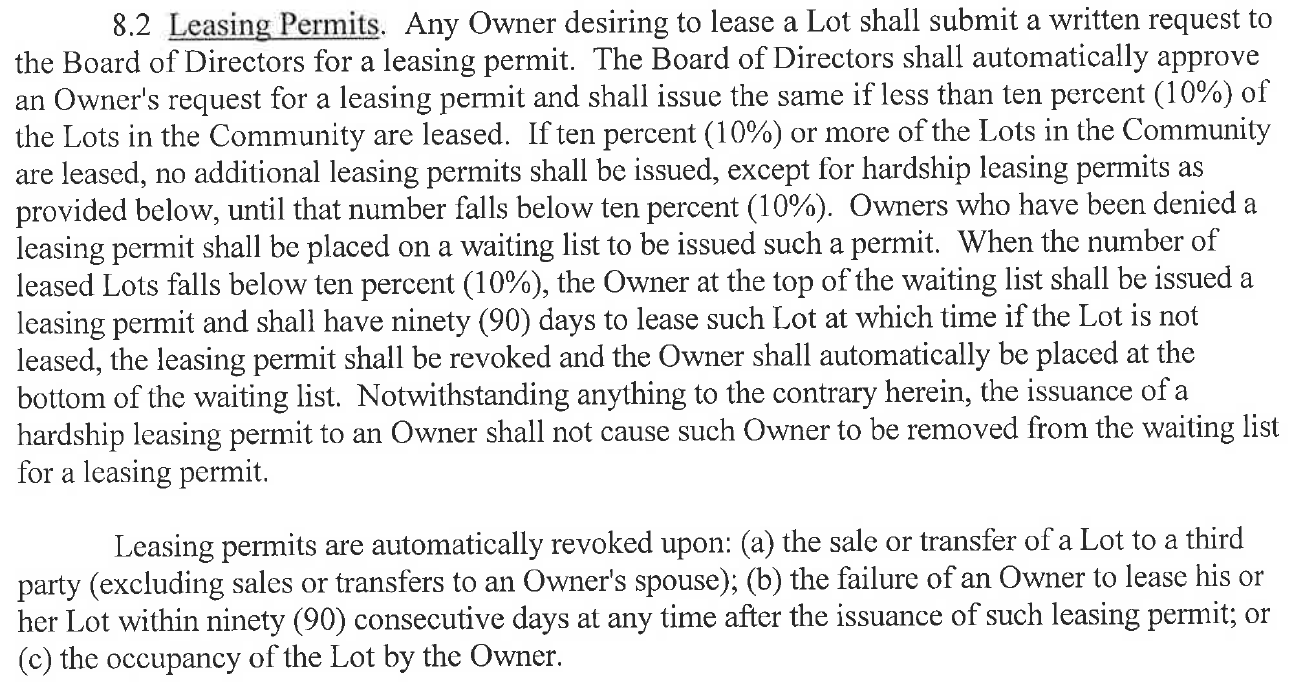 8.2 Leasing Permits. Any Owner desiring to lease a Lot shall submit a written request to
the Board of Directors for a leasing permit. The Board of Directors shall automatically approve
an Owner's request for a leasing permit and shall issue the same if less than ten percent (10%) of
the Lots in the Community are leased. If ten percent (10%) or more of the Lots in the Community
are leased, no additional leasing permits shall be issued, except for hardship leasing permits as
provided below, until that number falls below ten percent (10%). Owners who have been denied a
leasing permit shall be placed on a waiting list to be issued such a permit. When the number of
leased Lots falls below ten percent (10%), the Owner at the top of the waiting list shall be issued a
leasing permit and shall have ninety (90) days to lease such Lot at which time if the Lot is not
leased, the leasing permit shall be revoked and the Owner shall automatically be placed at the
bottom of the waiting list. Notwithstanding anything to the contrary herein, the issuance of a
hardship leasing permit to an Owner shall not cause such Owner to be removed from the waiting list
for a leasing permit.
Leasing permits are automatically revoked upon: (a) the sale or transfer of a Lot to a third
party (excluding sales or transfers to an Owner's spouse); (b) the failure of an Owner to lease his or
her Lot within ninety (90) consecutive days at any time after the issuance of such leasing permit; or
(c) the occupancy of the Lot by the Owner.